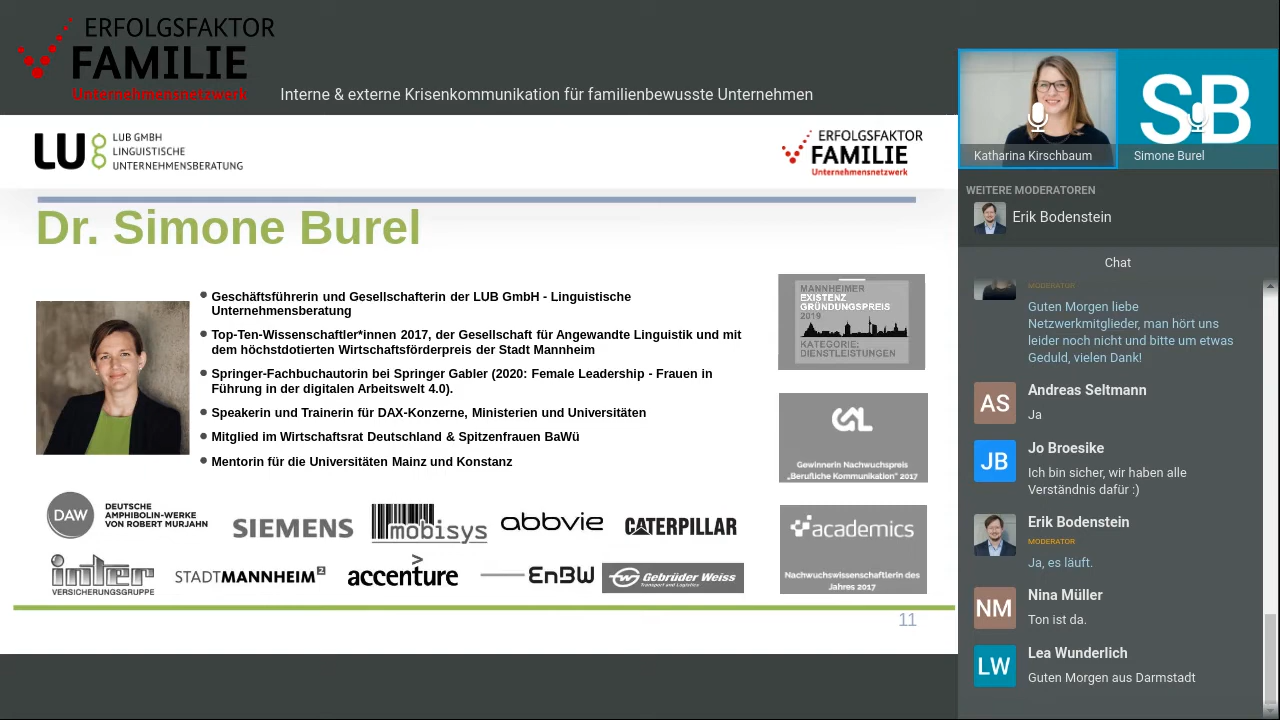 ERFOLGSFAKTOR
FAMILIE
Unternehmensnetzwerk
Interne & externe Krisenkommunikation für familienbewusste Unternehmen
LU8
LUB GMBH
LINGUISTISCHE
UNTERNEHMENSBERATUNG
ERFOLGSFAKTOR
FAMILIE
Unternehmensnetzwerk
Dr. Simone Burel
Geschäftsführerin und Gesellschafterin der LUB GmbH - Linguistische
Unternehmensberatung
Top-Ten-Wissenschaftler*innen 2017, der Gesellschaft für Angewandte Linguistik und mit
dem höchstdotierten Wirtschaftsförderpreis der Stadt Mannheim
Springer-Fachbuchautorin bei Springer Gabler (2020: Female Leadership - Frauen in
Führung in der digitalen Arbeitswelt 4.0).
Speakerin und Trainerin für DAX-Konzerne, Ministerien und Universitäten
Mitglied im Wirtschaftsrat Deutschland & Spitzenfrauen BaWü
Mentorin für die Universitäten Mainz und Konstanz
MANNHEIMER
EXISTENZ
GRÜNDUNGSPREIS
2019
KATEGORIE:
DIENSTLEISTUNGEN
GAL
Gewinnerin Nachwuchspreis
„Berufliche Kommunikation" 2017
academics
Nachwuchswissenschaftlerin des
Jahres 2017
DAW
DEUTSCHE
AMPHIBOLIN-WERKE
VON ROBERT MURJAHN
SIEMENS
mobisys
abbvie
CATERPILLAR
inter
VERSICHERUNGSGRUPPE
STADTMANNHEIM²
accenture
EnBW
Gebrüder Weiss
Transport and Logistics
11
SB
Katharina Kirschbaum
Simone Burel
WEITERE MODERATOREN
Erik Bodenstein
Chat
MODERATOR
Guten Morgen liebe
Netzwerkmitglieder, man hört uns
leider noch nicht und bitte um etwas
Geduld, vielen Dank!
AS
Andreas Seltmann
Ja
JB
Jo Broesike
Ich bin sicher, wir haben alle
Verständnis dafür :)
Erik Bodenstein
MODERATOR
Ja, es läuft.
NM
Nina Müller
Ton ist da.
LW
Lea Wunderlich
Guten Morgen aus Darmstadt